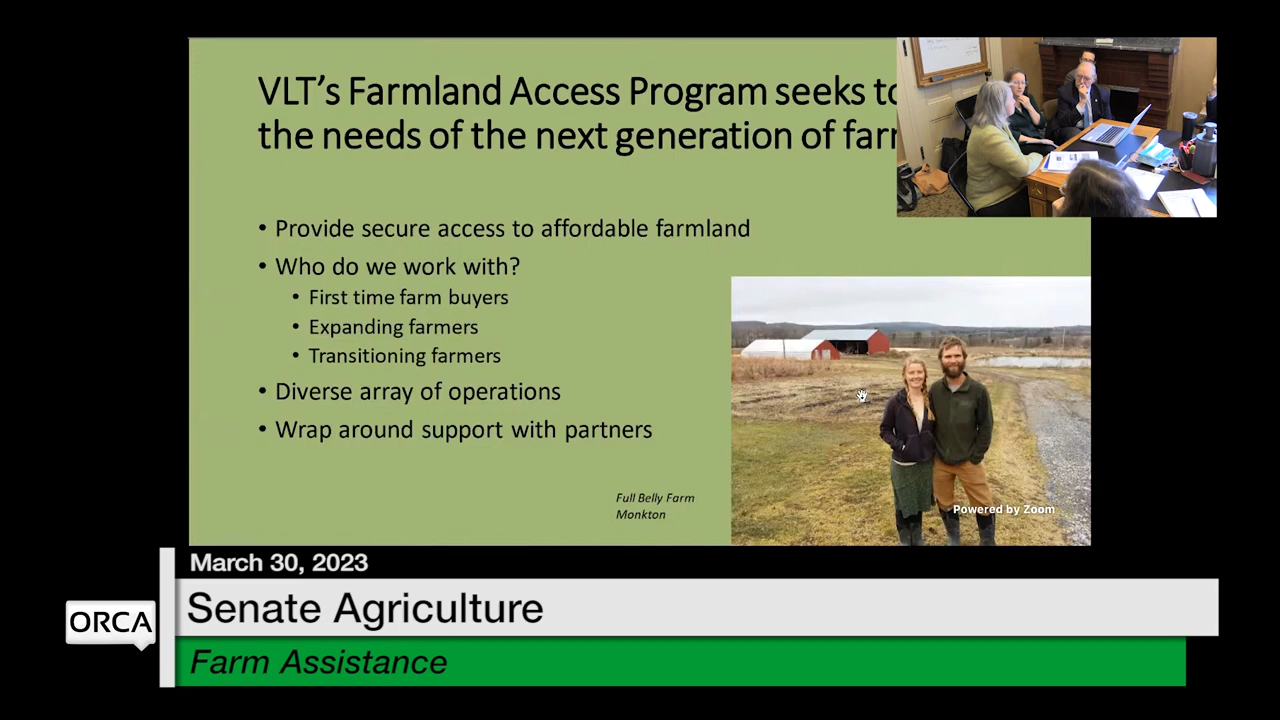 VLT's Farmland Access Program seeks to
the needs of the next generation of far
• Provide secure access to affordable farmland
• Who do we work with?
• First time farm buyers
• Expanding farmers
• Transitioning farmers
• Diverse array of operations
• Wrap around support with partners
Full Belly Farm
Monkton
Powered by Zoom
March 30, 2023
Senate Agriculture
ORCA
Farm Assistance